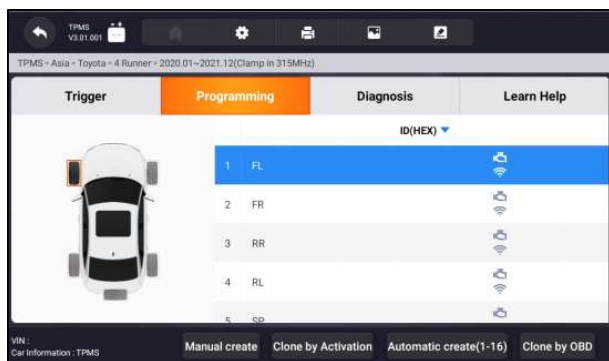 TPMS
V3.01.001
TPMS > Asia > Toyota > 4 Runner > 2020.01~2021.12(Clamp in 315MHz)
Trigger Programming Diagnosis Learn Help
ID(HEX)
1 FL
2 FR
3 RR
4 RL
5 SP
VIN :
Car Information : TPMS
Manual create Clone by Activation Automatic create(1-16) Clone by OBD